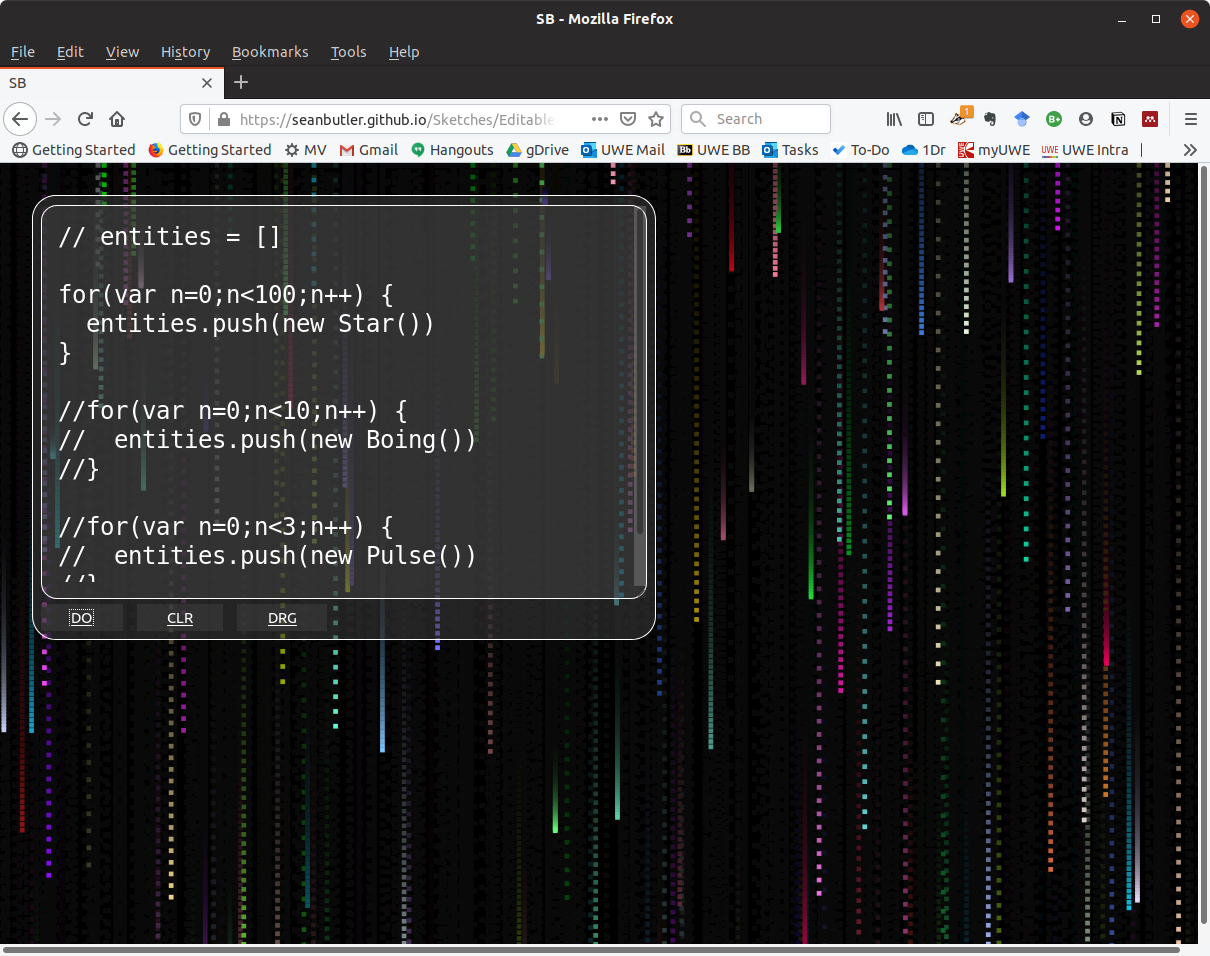 SB - Mozilla Firefox
File Edit View History Bookmarks Tools Help
SB
https://seanbutler.github.io/Sketches/Editable
Search
1
B+
N
Getting Started Getting Started MV Gmail Hangouts gDrive UWE Mail Bb UWE BB Tasks To-Do 1Dr myUWE UWE UWE Intra
// entities = []
for(var n=0;n<100;n++) {
entities.push(new Star())
}
//for(var n=0;n<10;n++) {
// entities.push(new Boing())
//}
//for(var n=0;n<3;n++) {
// entities.push(new Pulse())
//}
DO CLR DRG